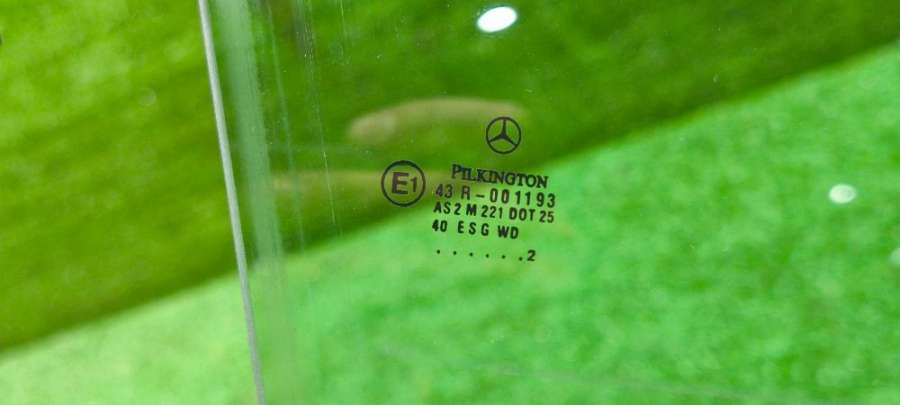 PILKINGTON
E1
43 R-001193
AS2 M 221 DOT 25
40 ESG WD
. . . . . . 2